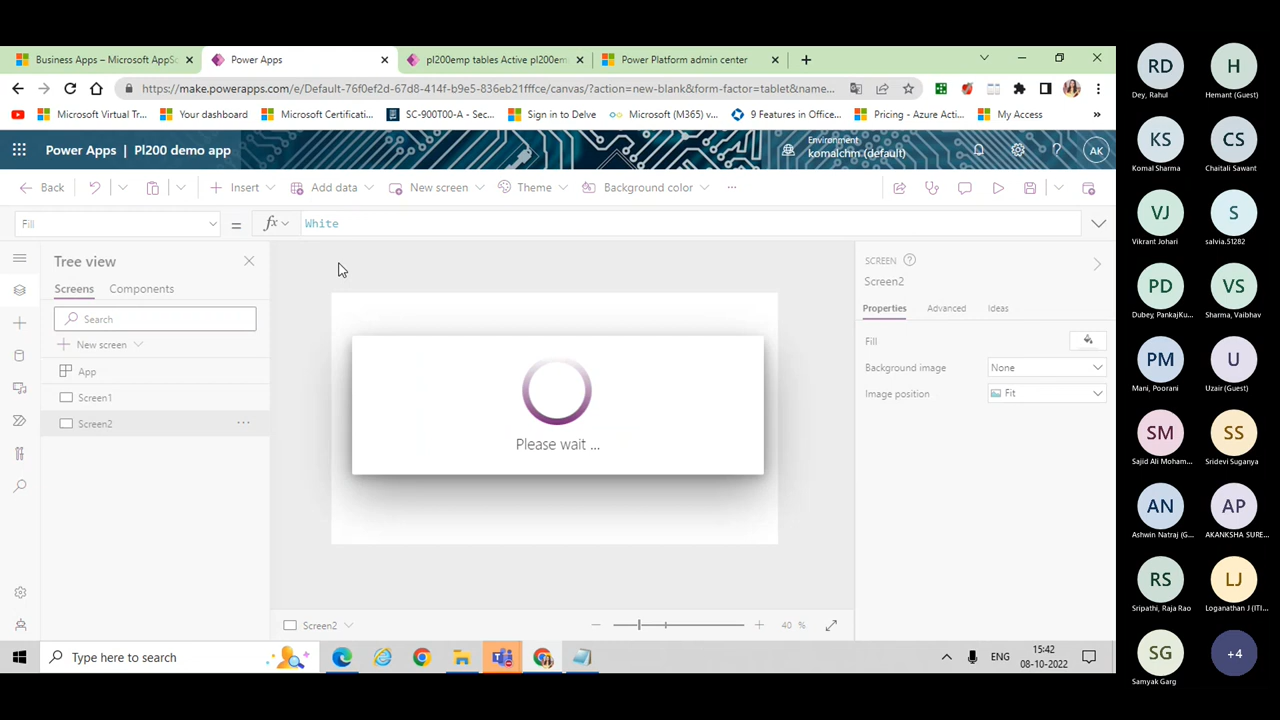 Business Apps – Microsoft AppSc
Power Apps
pl200emp tables Active pl200em
Power Platform admin center
https://make.powerapps.com/e/Default-76f0fc2d-67d8-414f-b9e5-836eb21fffce/canvas/?action=new-blank&form-factor=tablet&name...
Microsoft Virtual Tr...
Your dashboard
Microsoft Certificati...
SC-900T00-A - Sec...
Sign in to Delve
Microsoft (M365) v...
9 Features in Office...
Pricing - Azure Acti...
My Access
Power Apps | Pl200 demo app
Environment
komalchm (default)
AK
Back
Insert
Add data
New screen
Theme
Background color
Fill
=
fx
White
Tree view
Screens
Components
Search
New screen
App
Screen1
Screen2
Please wait ...
SCREEN
Screen2
Properties
Advanced
Ideas
Fill
Background image
None
Image position
Fit
Screen2
40 %
Type here to search
ENG
15:42
08-10-2022
RD
Dey, Rahul
H
Hemant (Guest)
KS
Komal Sharma
CS
Chaitali Sawant
VJ
Vikrant Johari
S
salvia.51282
PD
Dubey, PankajKu...
VS
Sharma, Vaibhav
PM
Mani, Poorani
U
Uzair (Guest)
SM
Sajid Ali Moham...
SS
Sridevi Suganya
AN
Ashwin Natraj (G...
AP
AKANKSHA SURE...
RS
Sripathi, Raja Rao
LJ
Loganathan J (ITI...
SG
Samyak Garg
+4